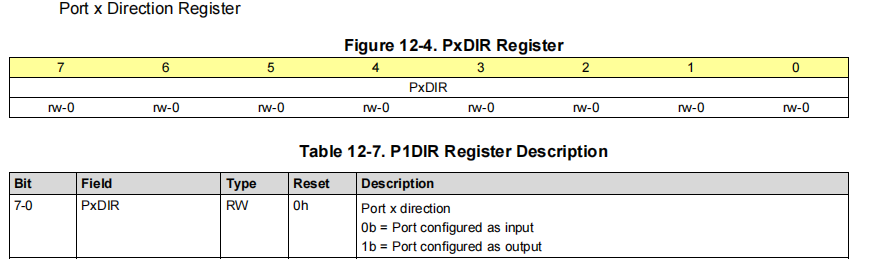 Port x Direction Register
Figure 12-4. PxDIR Register
7 6 5 4 3 2 1 0
PxDIR
rw-0 rw-0 rw-0 rw-0 rw-0 rw-0 rw-0 rw-0
Table 12-7. P1DIR Register Description
Bit Field Type Reset Description
7-0 PxDIR RW 0h Port x direction
0b = Port configured as input
1b = Port configured as output